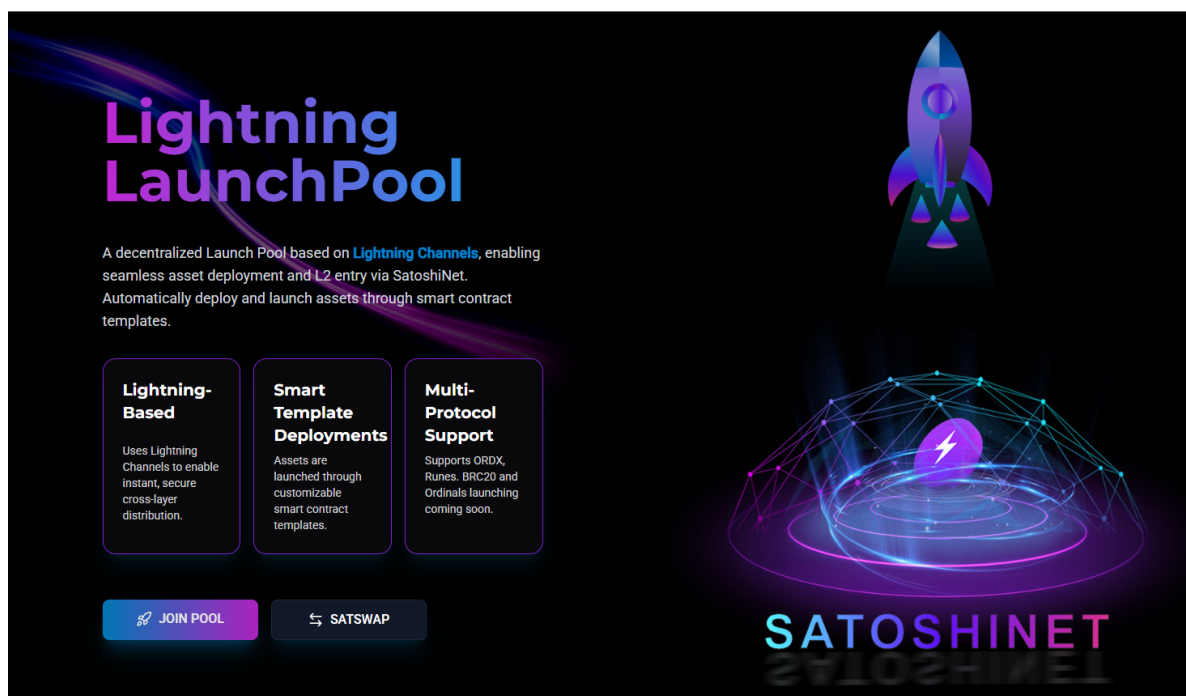 Lightning
LaunchPool
A decentralized Launch Pool based on Lightning Channels, enabling
seamless asset deployment and L2 entry via SatoshiNet.
Automatically deploy and launch assets through smart contract
templates.
Lightning-
Based
Uses Lightning
Channels to enable
instant, secure
cross-layer
distribution.
Smart
Template
Deployments
Assets are
launched through
customizable
smart contract
templates.
Multi-
Protocol
Support
Supports ORDX,
Runes. BRC20 and
Ordinals launching
coming soon.
JOIN POOL
SATSWAP
SATOSHINET